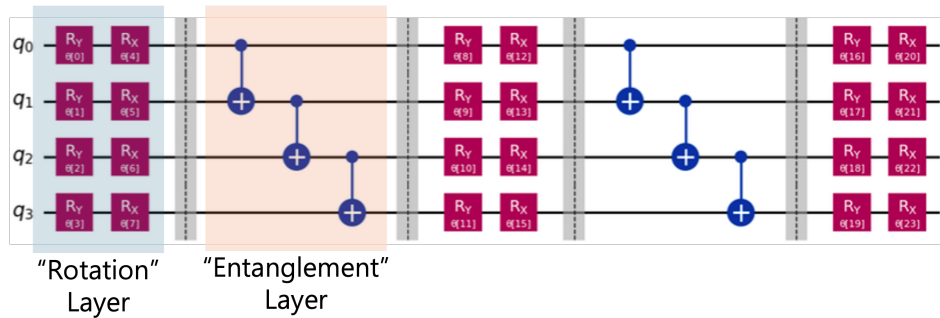 q0 RY θ[0] RX θ[4] RY θ[8] RX θ[12] RY θ[16] RX θ[20]
q1 RY θ[1] RX θ[5] RY θ[9] RX θ[13] RY θ[17] RX θ[21]
q2 RY θ[2] RX θ[6] RY θ[10] RX θ[14] RY θ[18] RX θ[22]
q3 RY θ[3] RX θ[7] RY θ[11] RX θ[15] RY θ[19] RX θ[23]
“Rotation” “Entanglement”
Layer Layer